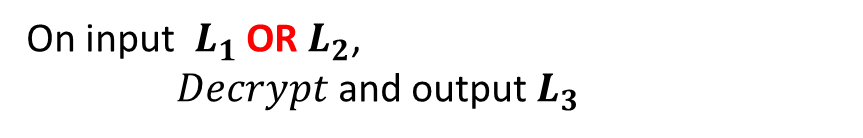 On input L₁ OR L₂,
Decrypt and output L₃